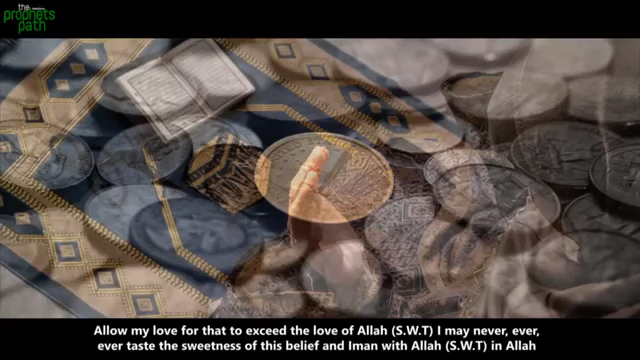 the
prophets
path
Allow my love for that to exceed the love of Allah (S.W.T) I may never, ever,
ever taste the sweetness of this belief and Iman with Allah (S.W.T) in Allah